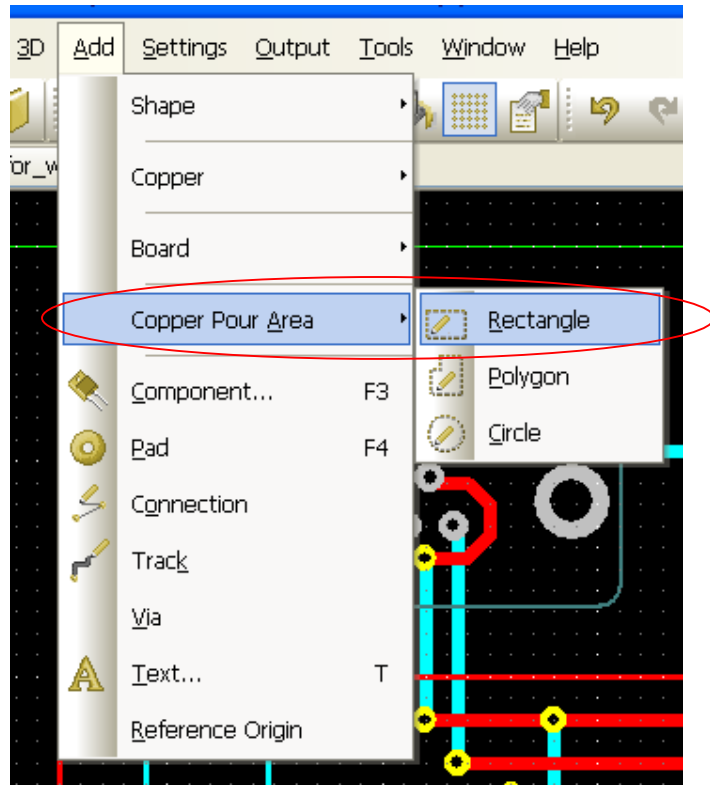 3D Add Settings Output Tools Window Help
Shape
for_w
Copper
Board
Copper Pour Area
Rectangle
Polygon
Component... F3
Circle
Pad F4
Connection
Track
Via
Text... T
Reference Origin